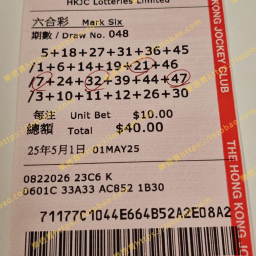 HKJC Lotteries Limited
六合彩 Mark Six
期數 / Draw No. 048
5+18+27+31+36+45
/1+6+14+19+21+46
/7+24+32+39+44+47
/3+10+11+12+26+30
每注 Unit Bet $10.00
總額 Total $40.00
25年5月1日 01MAY25
0822026 23C6 K
0601C 33A33 AC852 1B30
71177C1044E664B52A2E08A2
KONG JOCKEY CLUB
THE HONG KONG JOCKEY